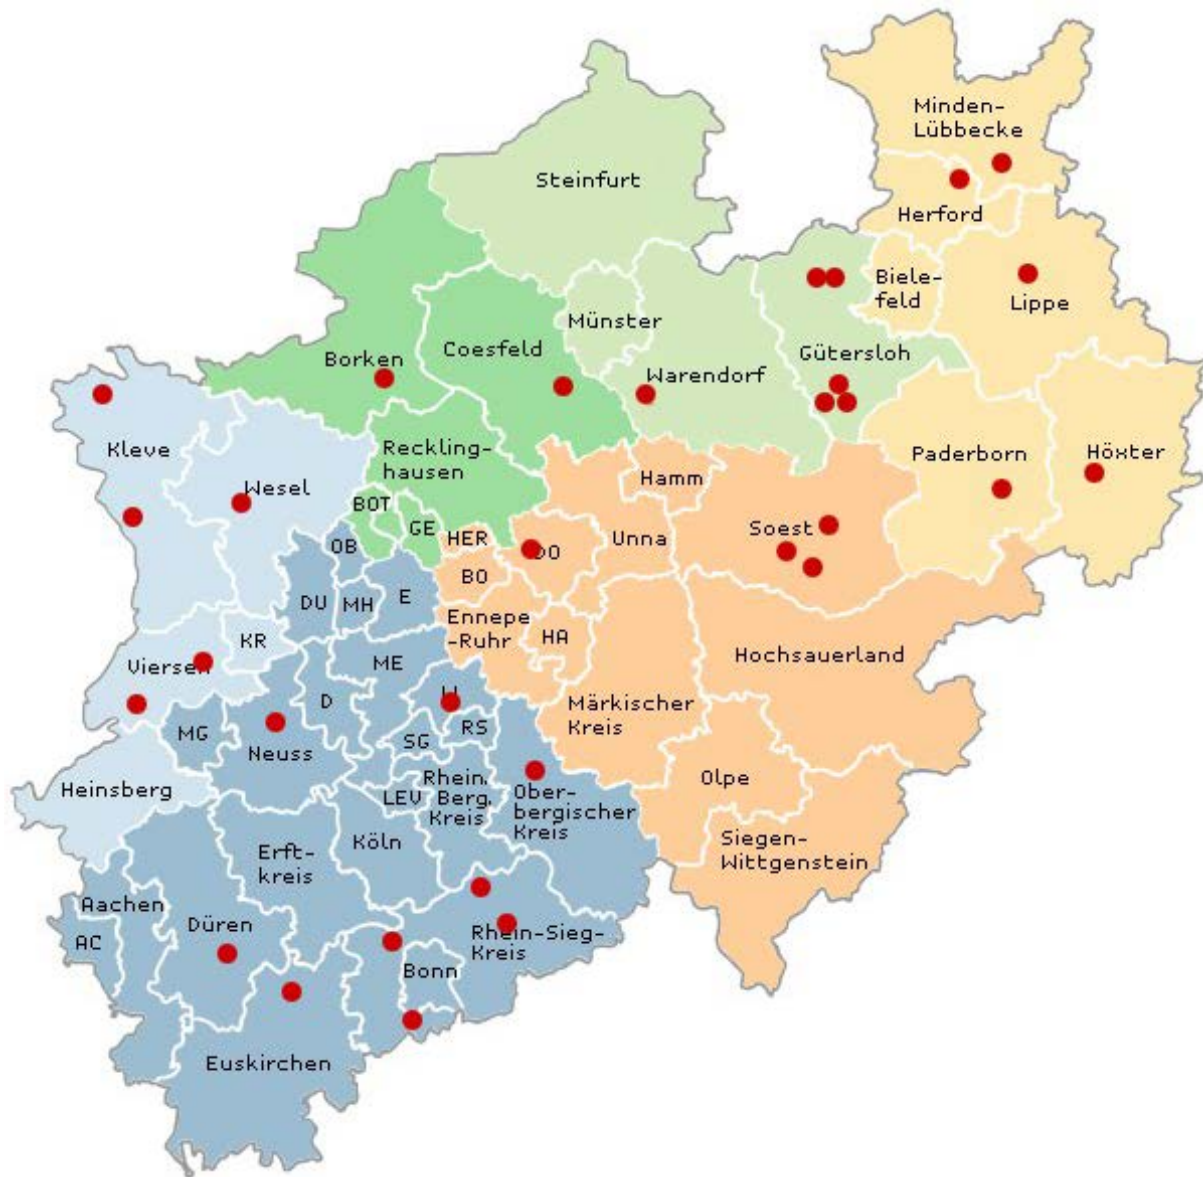 Minden-
Lübbecke
Steinfurt
Herford
Biele-
feld
Lippe
Münster
Coesfeld
Borken
Gütersloh
Warendorf
Kleve
Reckling-
hausen
Paderborn
Höxter
Wesel
Hamm
BOT
GE
HER
Unna
Soest
OB
DO
BO
E
DU
MH
Ennepe
-Ruhr
HA
KR
Viersen
ME
Hochsauerland
D
Märkischer
Kreis
MG
Neuss
SG
RS
Heinsberg
LEV
Rhein.
Berg.
Kreis
Ober-
bergischer
Kreis
Olpe
Köln
Erft-
kreis
Siegen-
Wittgenstein
Aachen
AC
Düren
Rhein-Sieg-
Kreis
Bonn
Euskirchen